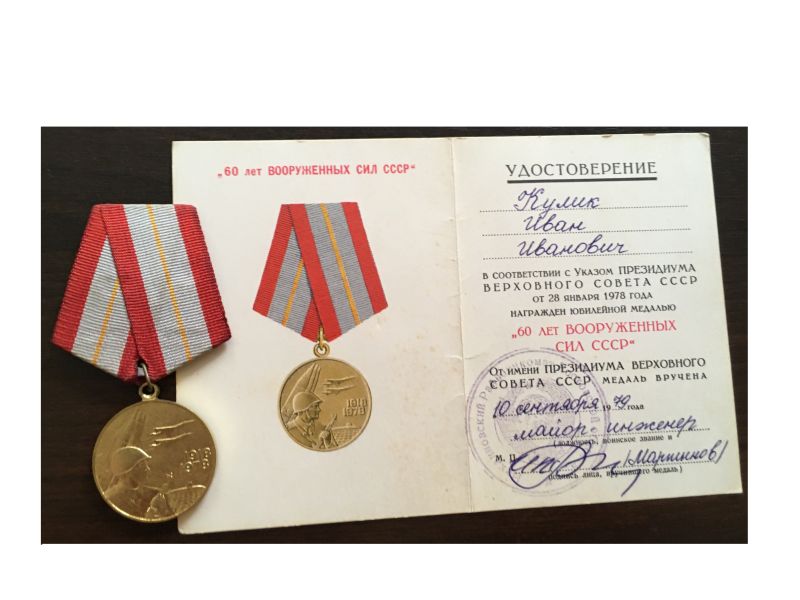 „60 лет ВООРУЖЕННЫХ СИЛ СССР“
1918
1978
1918
1978
УДОСТОВЕРЕНИЕ
Кулик
Иван
Иванович
В СООТВЕТСТВИИ С УКАЗОМ ПРЕЗИДИУМА
ВЕРХОВНОГО СОВЕТА СССР
ОТ 28 ЯНВАРЯ 1978 ГОДА
НАГРАЖДЕН ЮБИЛЕЙНОЙ МЕДАЛЬЮ
„60 ЛЕТ ВООРУЖЕННЫХ
СИЛ СССР“
ОТ ИМЕНИ ПРЕЗИДИУМА ВЕРХОВНОГО
СОВЕТА СССР МЕДАЛЬ ВРУЧЕНА
10 сентября 1979 года
майор-инженер
(должность, воинское звание и
М. П. (Мартынов)
подпись лица, вручившего медаль)